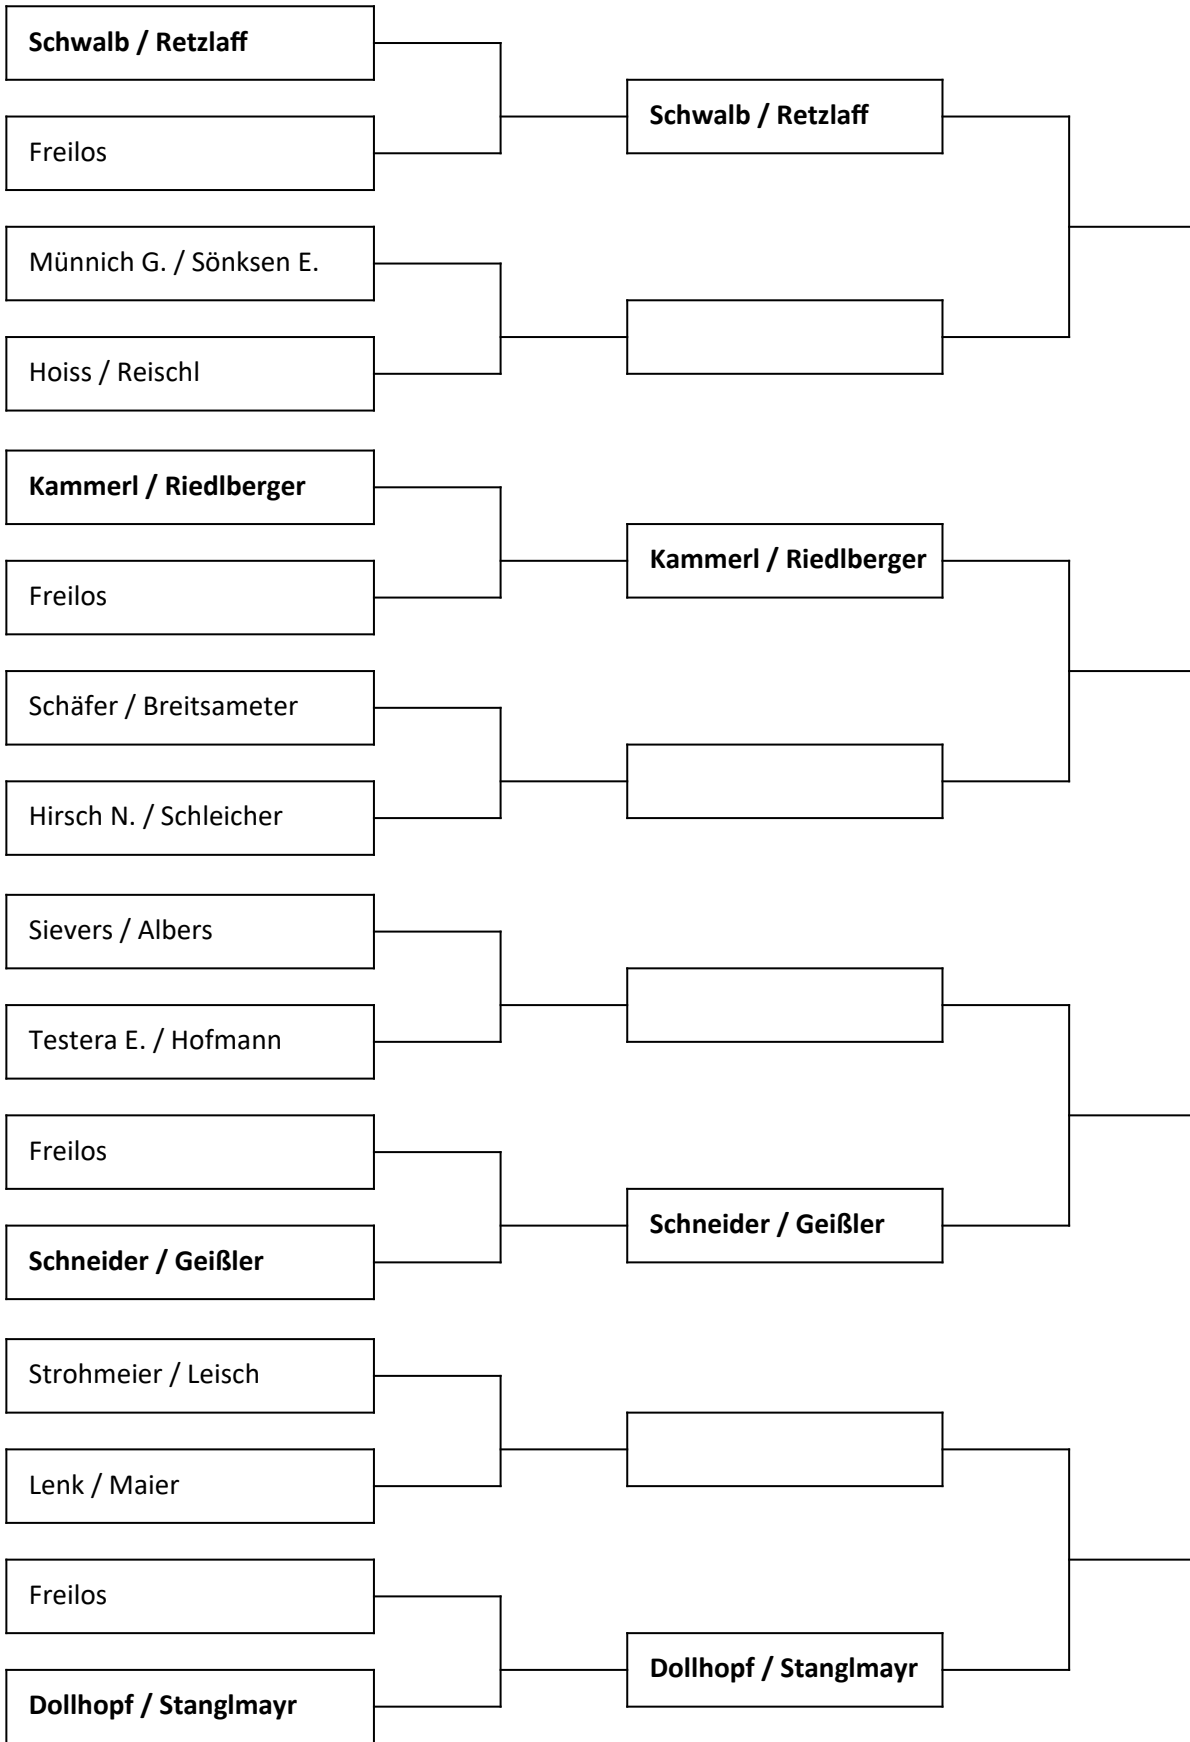 Schwalb / Retzlaff
Freilos
Münnich G. / Sönksen E.
Hoiss / Reischl
Kammerl / Riedlberger
Freilos
Schäfer / Breitsameter
Hirsch N. / Schleicher
Sievers / Albers
Testera E. / Hofmann
Freilos
Schneider / Geißler
Strohmeier / Leisch
Lenk / Maier
Freilos
Dollhopf / Stanglmayr
Schwalb / Retzlaff
Kammerl / Riedlberger
Schneider / Geißler
Dollhopf / Stanglmayr